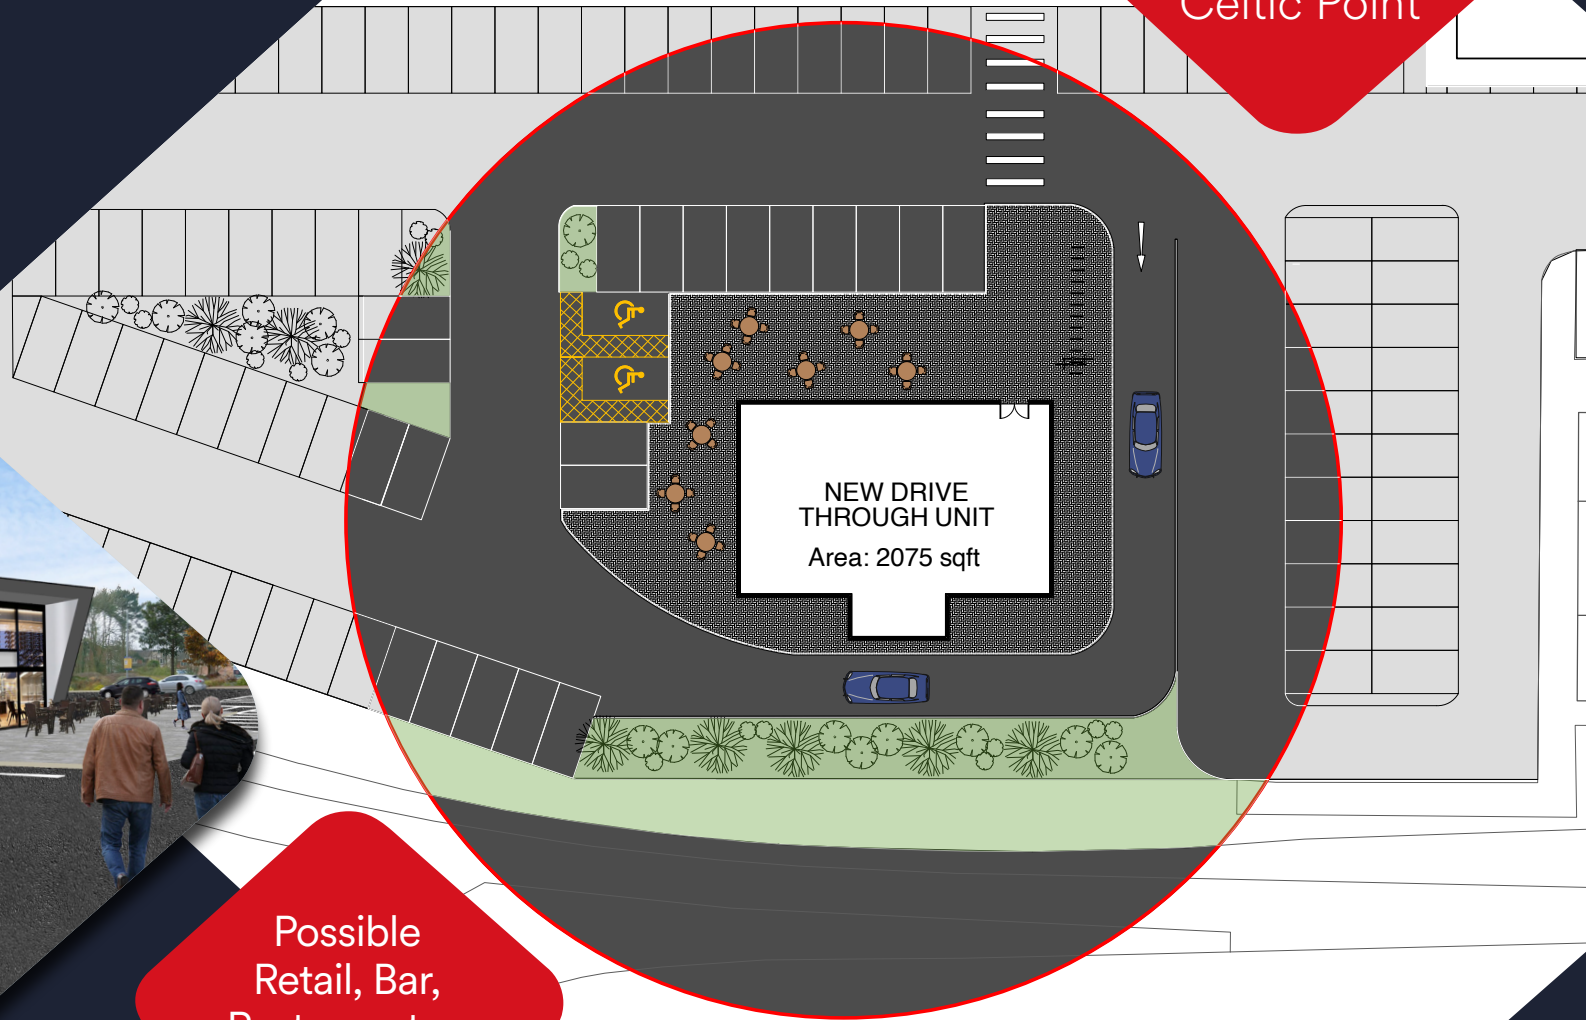 Celtic Point
NEW DRIVE
THROUGH UNIT
Area: 2075 sqft
Possible
Retail, Bar,